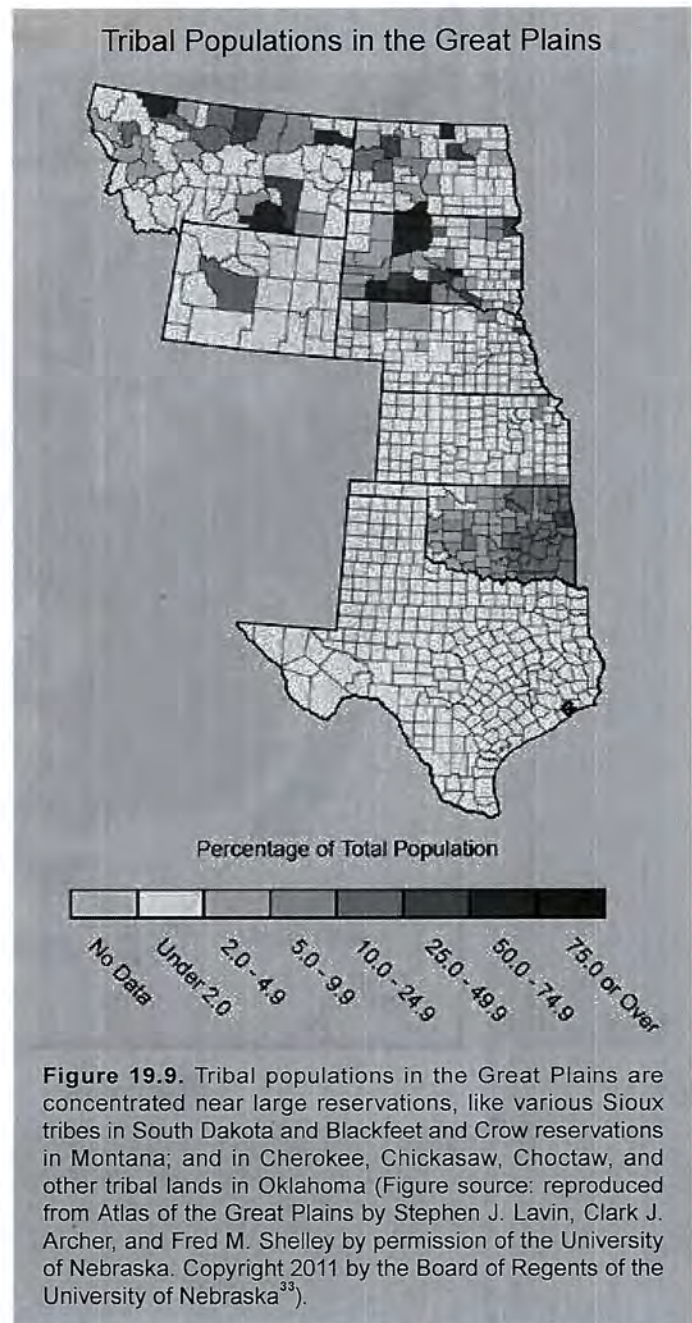 Tribal Populations in the Great Plains
Percentage of Total Population
No Data
Under 2.0
2.0 - 4.9
5.0 - 9.9
10.0 - 24.9
25.0 - 49.9
50.0 - 74.9
75.0 or Over
Figure 19.9. Tribal populations in the Great Plains are
concentrated near large reservations, like various Sioux
tribes in South Dakota and Blackfeet and Crow reservations
in Montana; and in Cherokee, Chickasaw, Choctaw, and
other tribal lands in Oklahoma (Figure source: reproduced
from Atlas of the Great Plains by Stephen J. Lavin, Clark J.
Archer, and Fred M. Shelley by permission of the University
of Nebraska. Copyright 2011 by the Board of Regents of the
University of Nebraska³³).